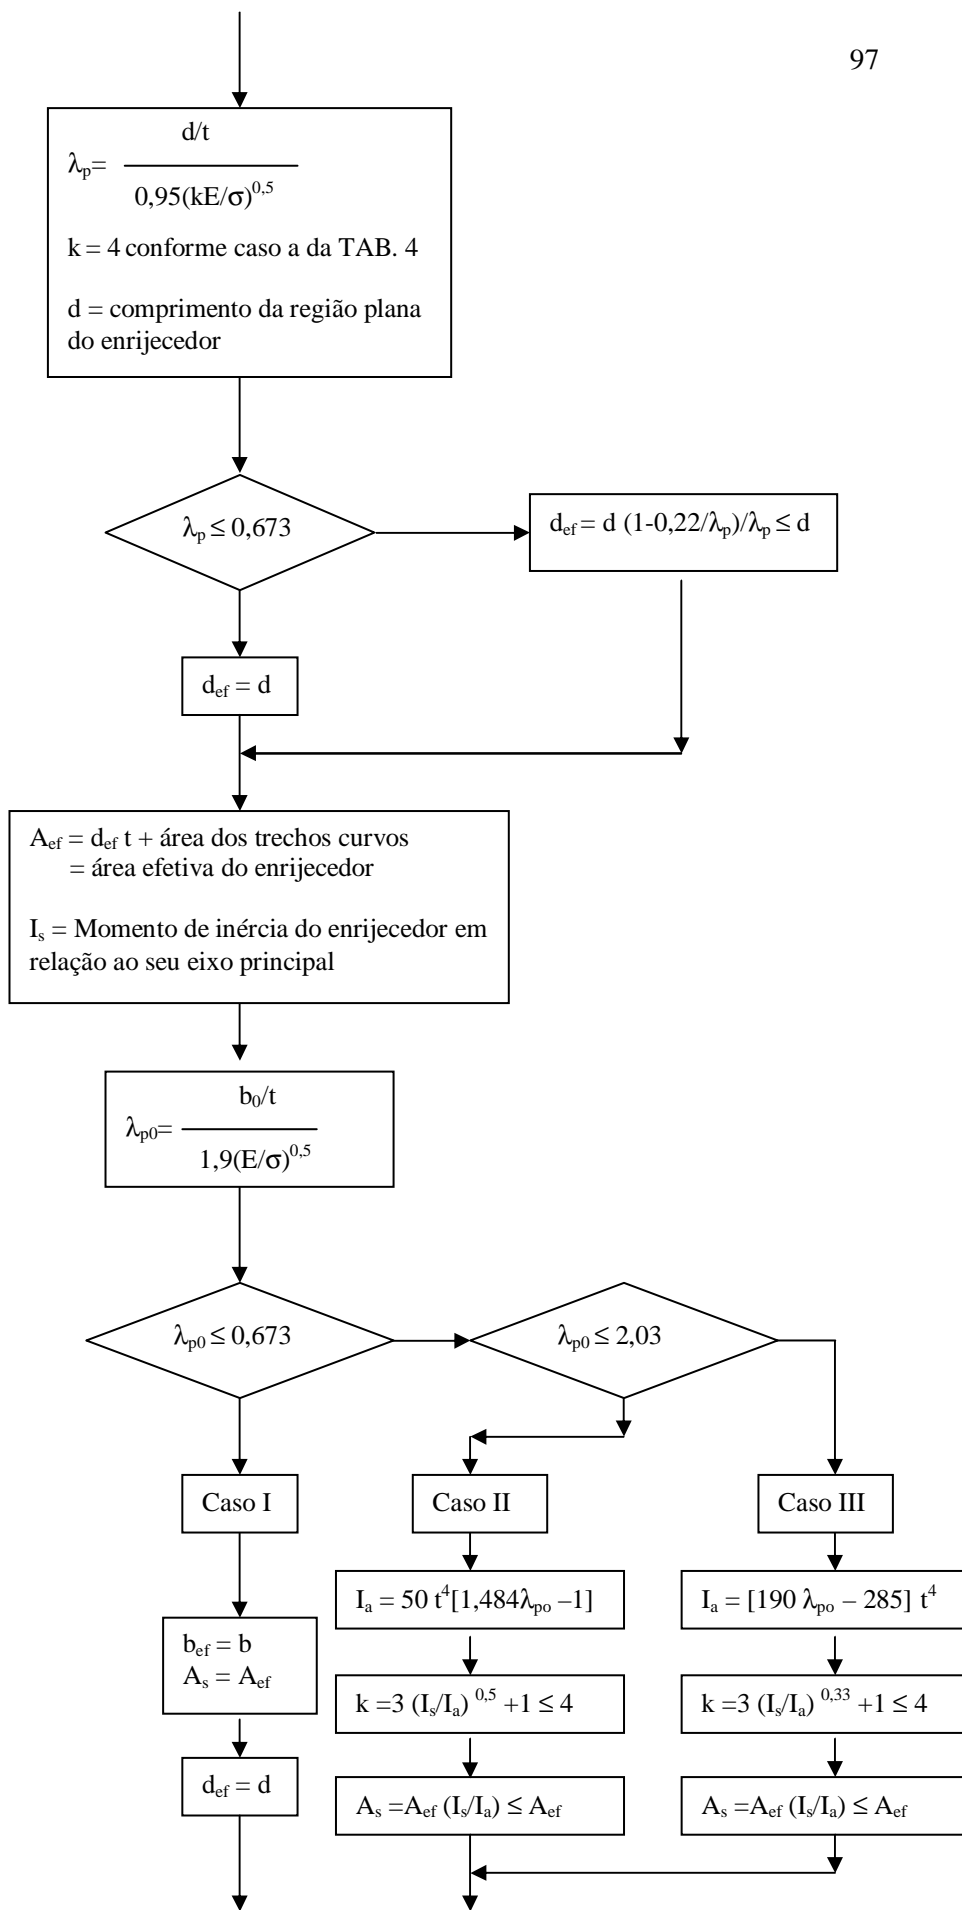 97
λp= d/t
0,95(kE/σ)^0,5
k = 4 conforme caso a da TAB. 4
d = comprimento da região plana
do enrijecedor
λp ≤ 0,673
def = d (1-0,22/λp)/λp ≤ d
def = d
Aef = def t + área dos trechos curvos
= área efetiva do enrijecedor
Is = Momento de inércia do enrijecedor em
relação ao seu eixo principal
b0/t
λp0=
1,9(E/σ)^0,5
λp0 ≤ 0,673
λp0 ≤ 2,03
Caso I
Caso II
Caso III
Ia = 50 t^4[1,484λpo –1]
Ia = [190 λpo – 285] t^4
bef = b
As = Aef
k =3 (Is/Ia) ^0,5 +1 ≤ 4
k =3 (Is/Ia) ^0,33 +1 ≤ 4
def = d
As =Aef (Is/Ia) ≤ Aef
As =Aef (Is/Ia) ≤ Aef